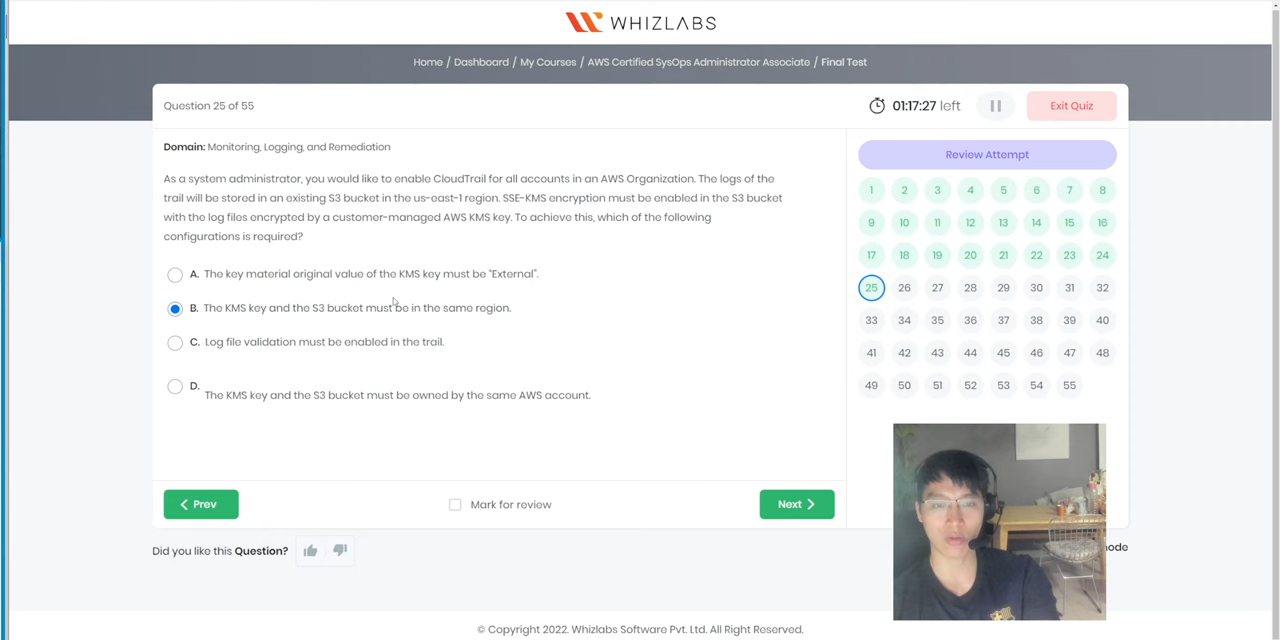 WHIZLABS
Home / Dashboard / My Courses / AWS Certified SysOps Administrator Associate / Final Test
Question 25 of 55
01:17:27 left
Exit Quiz
Domain: Monitoring, Logging, and Remediation
As a system administrator, you would like to enable CloudTrail for all accounts in an AWS Organization. The logs of the
trail will be stored in an existing S3 bucket in the us-east-1 region. SSE-KMS encryption must be enabled in the S3 bucket
with the log files encrypted by a customer-managed AWS KMS key. To achieve this, which of the following
configurations is required?
A. The key material original value of the KMS key must be "External".
B. The KMS key and the S3 bucket must be in the same region.
C. Log file validation must be enabled in the trail.
D. The KMS key and the S3 bucket must be owned by the same AWS account.
Prev
Mark for review
Next
Review Attempt
1 2 3 4 5 6 7 8
9 10 11 12 13 14 15 16
17 18 19 20 21 22 23 24
25 26 27 28 29 30 31 32
33 34 35 36 37 38 39 40
41 42 43 44 45 46 47 48
49 50 51 52 53 54 55
Did you like this Question?
node
© Copyright 2022. Whizlabs Software Pvt. Ltd. All Right Reserved.